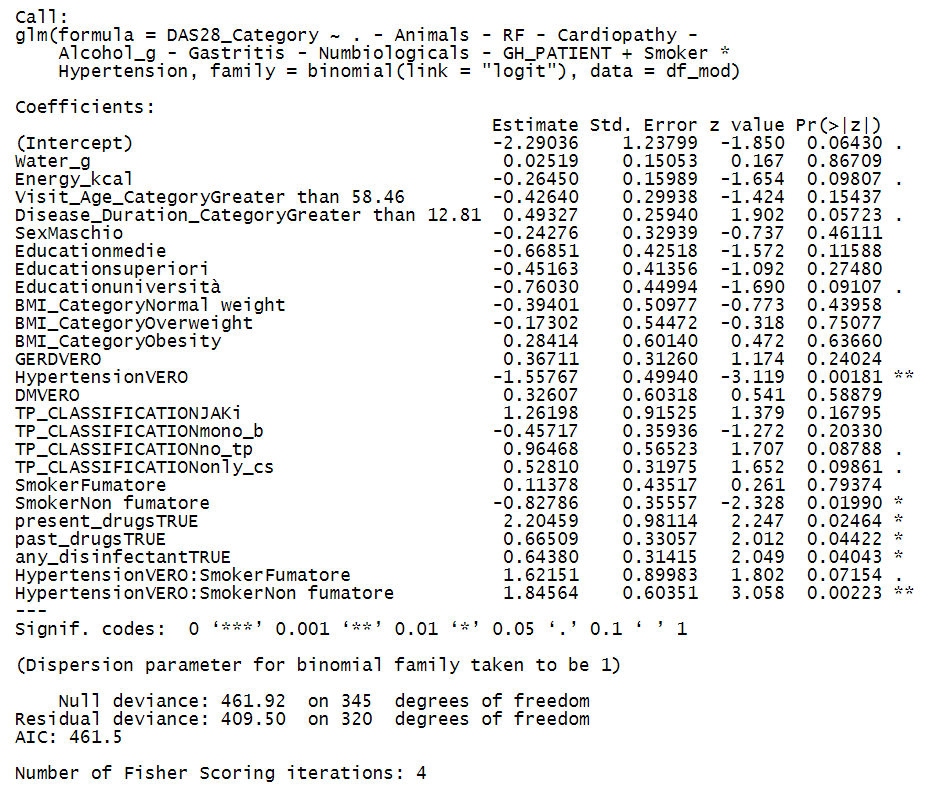 Call:
glm(formula = DAS28_Category ~ . - Animals - RF - Cardiopathy -
    Alcohol_g - Gastritis - Numbiologicals - GH_PATIENT + Smoker *
    Hypertension, family = binomial(link = "logit"), data = df_mod)

Coefficients:
                                            Estimate Std. Error z value Pr(>|z|)
(Intercept)                                 -2.29036    1.23799  -1.850  0.06430 .
Water_g                                      0.02519    0.15053   0.167  0.86709
Energy_kcal                                 -0.26450    0.15989  -1.654  0.09807 .
Visit_Age_CategoryGreater than 58.46        -0.42640    0.29938  -1.424  0.15437
Disease_Duration_CategoryGreater than 12.81  0.49327    0.25940   1.902  0.05723 .
SexMaschio                                  -0.24276    0.32939  -0.737  0.46111
Educationmedie                              -0.66851    0.42518  -1.572  0.11588
Educationsuperiori                          -0.45163    0.41356  -1.092  0.27480
Educationuniversità                         -0.76030    0.44994  -1.690  0.09107 .
BMI_CategoryNormal weight                   -0.39401    0.50977  -0.773  0.43958
BMI_CategoryOverweight                      -0.17302    0.54472  -0.318  0.75077
BMI_CategoryObesity                          0.28414    0.60140   0.472  0.63660
GERDVERO                                     0.36711    0.31260   1.174  0.24024
HypertensionVERO                            -1.55767    0.49940  -3.119  0.00181 **
DMVERO                                       0.32607    0.60318   0.541  0.58879
TP_CLASSIFICATIONJAKi                        1.26198    0.91525   1.379  0.16795
TP_CLASSIFICATIONmono_b                     -0.45717    0.35936  -1.272  0.20330
TP_CLASSIFICATIONno_tp                       0.96468    0.56523   1.707  0.08788 .
TP_CLASSIFICATIONonly_cs                     0.52810    0.31975   1.652  0.09861 .
SmokerFumatore                               0.11378    0.43517   0.261  0.79374
SmokerNon fumatore                          -0.82786    0.35557  -2.328  0.01990 *
present_drugsTRUE                            2.20459    0.98114   2.247  0.02464 *
past_drugsTRUE                               0.66509    0.33057   2.012  0.04422 *
any_disinfectantTRUE                         0.64380    0.31415   2.049  0.04043 *
HypertensionVERO:SmokerFumatore              1.62151    0.89983   1.802  0.07154 .
HypertensionVERO:SmokerNon fumatore          1.84564    0.60351   3.058  0.00223 **
---
Signif. codes:  0 ‘***’ 0.001 ‘**’ 0.01 ‘*’ 0.05 ‘.’ 0.1 ‘ ’ 1

(Dispersion parameter for binomial family taken to be 1)

    Null deviance: 461.92  on 345  degrees of freedom
Residual deviance: 409.50  on 320  degrees of freedom
AIC: 461.5

Number of Fisher Scoring iterations: 4